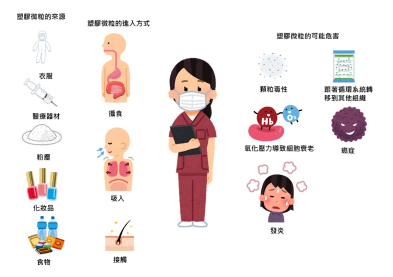 塑膠微粒的來源
衣服
醫療器材
粉塵
化妝品
食物
塑膠微粒的進入方式
攝食
吸入
接觸
塑膠微粒的可能危害
顆粒毒性
跟著循環系統轉
移到其他組織
Hb
O₂
氧化壓力導致細胞衰老
癌症
發炎